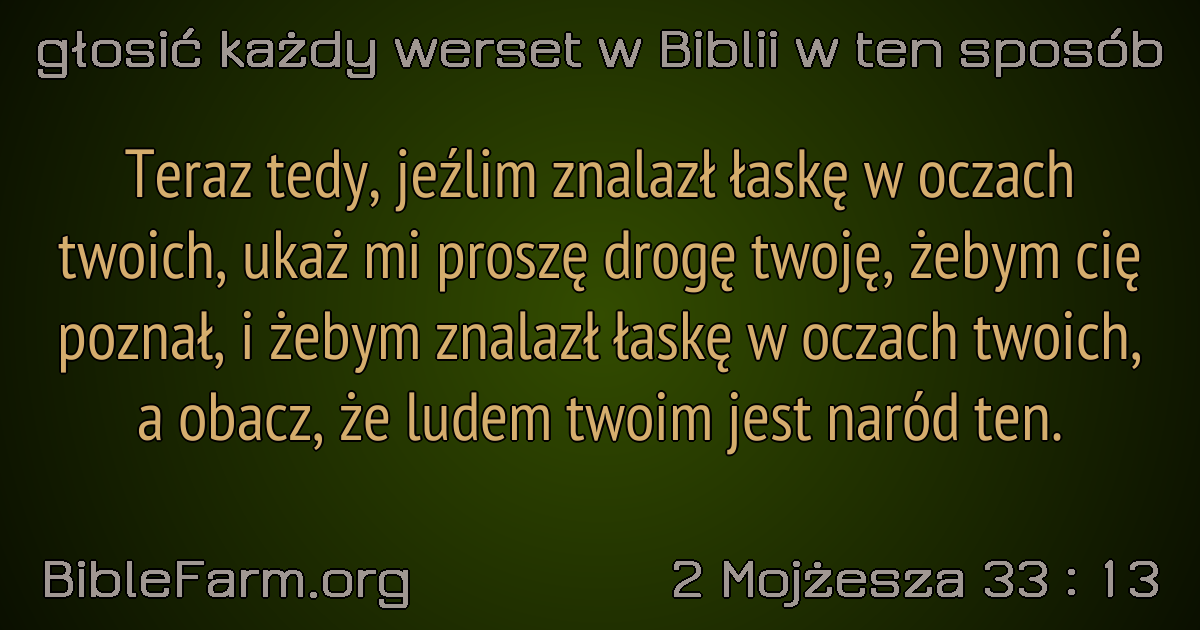 głosić każdy werset w Biblii w ten sposób
Teraz tedy, jeźlim znalazł łaskę w oczach
twoich, ukaż mi proszę drogę twoję, żebym cię
poznał, i żebym znalazł łaskę w oczach twoich,
a obacz, że ludem twoim jest naród ten.
BibleFarm.org
2 Mojżesza 33 : 13